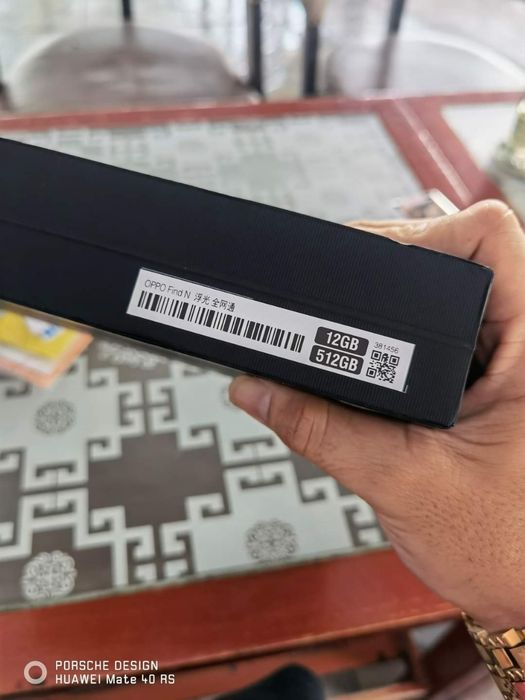 OPPO Find N 浮光 全网通
12GB
512GB
381456
PORSCHE DESIGN
HUAWEI Mate 40 RS